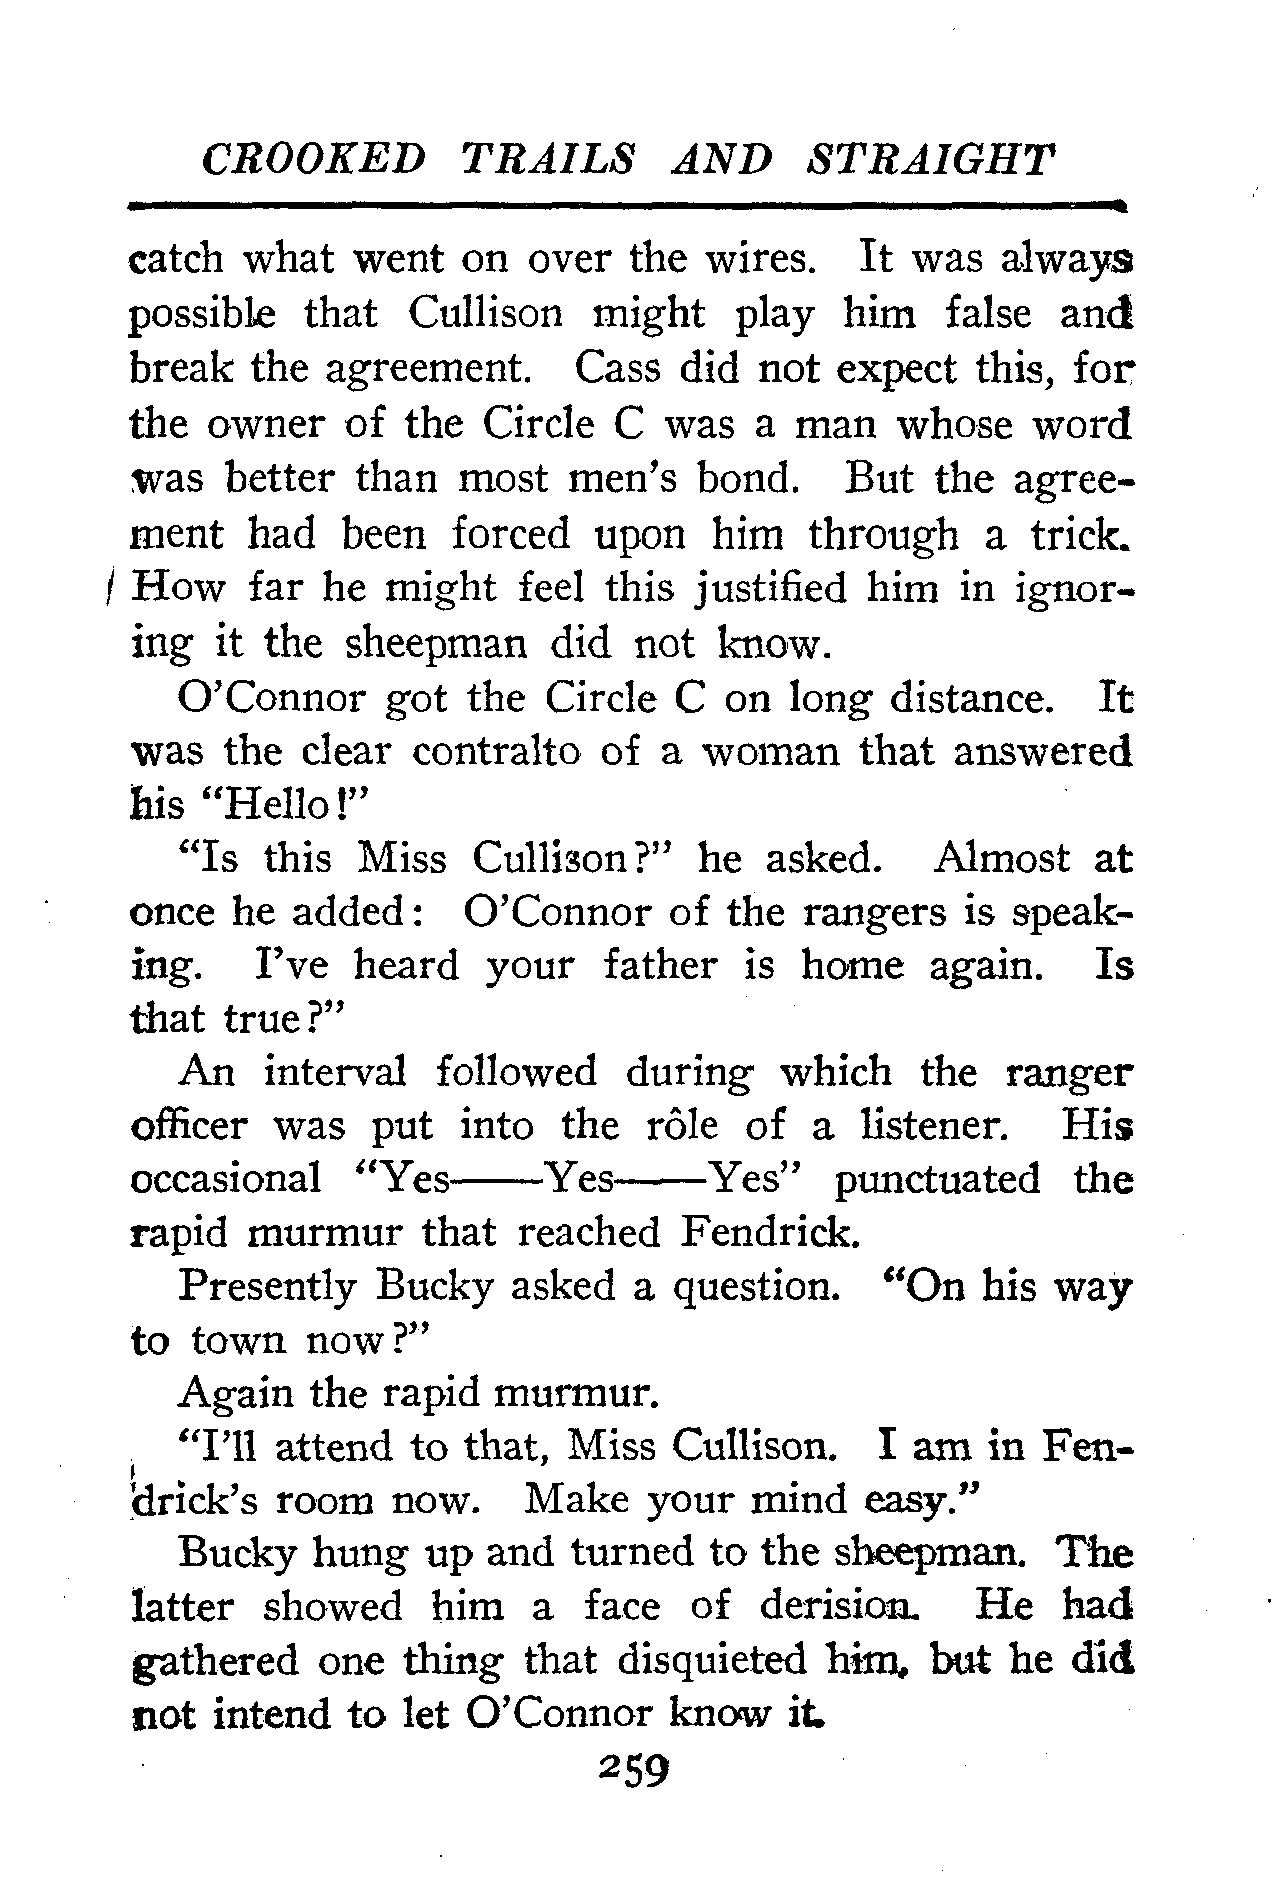 CROOKED TRAILS AND STRAIGHT
catch what went on over the wires. It was always
possible that Cullison might play him false and
break the agreement. Cass did not expect this, for
the owner of the Circle C was a man whose word
was better than most men's bond. But the agree-
ment had been forced upon him through a trick.
How far he might feel this justified him in ignor-
ing it the sheepman did not know.
O'Connor got the Circle C on long distance. It
was the clear contralto of a woman that answered
his "Hello!"
"Is this Miss Cullison?" he asked. Almost at
once he added: O'Connor of the rangers is speak-
ing. I've heard your father is home again. Is
that true?"
An interval followed during which the ranger
officer was put into the rôle of a listener. His
occasional "Yes——Yes——Yes" punctuated the
rapid murmur that reached Fendrick.
Presently Bucky asked a question. "On his way
to town now?"
Again the rapid murmur.
"I'll attend to that, Miss Cullison. I am in Fen-
drick's room now. Make your mind easy."
Bucky hung up and turned to the sheepman. The
latter showed him a face of derision. He had
gathered one thing that disquieted him, but he did
not intend to let O'Connor know it.
259